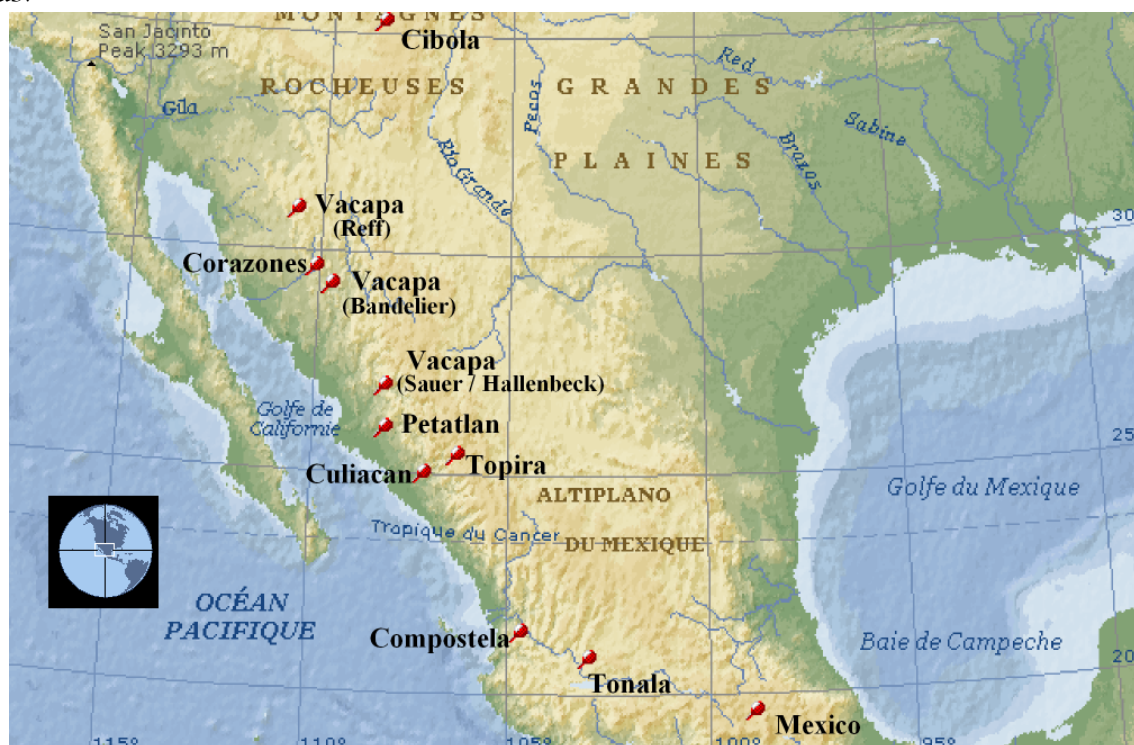 MONTAGNES
Cibola
San Jacinto
Peak 3293 m
ROCHEUSES
GRANDES
Red
Pecos
Gila
Brazos
Sabine
PLAINES
Rio Grande
Vacapa
(Reff)
30
Corazones
Vacapa
(Bandelier)
Vacapa
(Sauer / Hallenbeck)
Golfe de
Californie
Petatlan
25
Topira
Culiacan
ALTIPLANO
DU MEXIQUE
Golfe du Mexique
Tropique du Cancer
OCÉAN
PACIFIQUE
Compostela
Baie de Campeche
20
Tonala
Mexico
115°
110°
105°
100°
95°